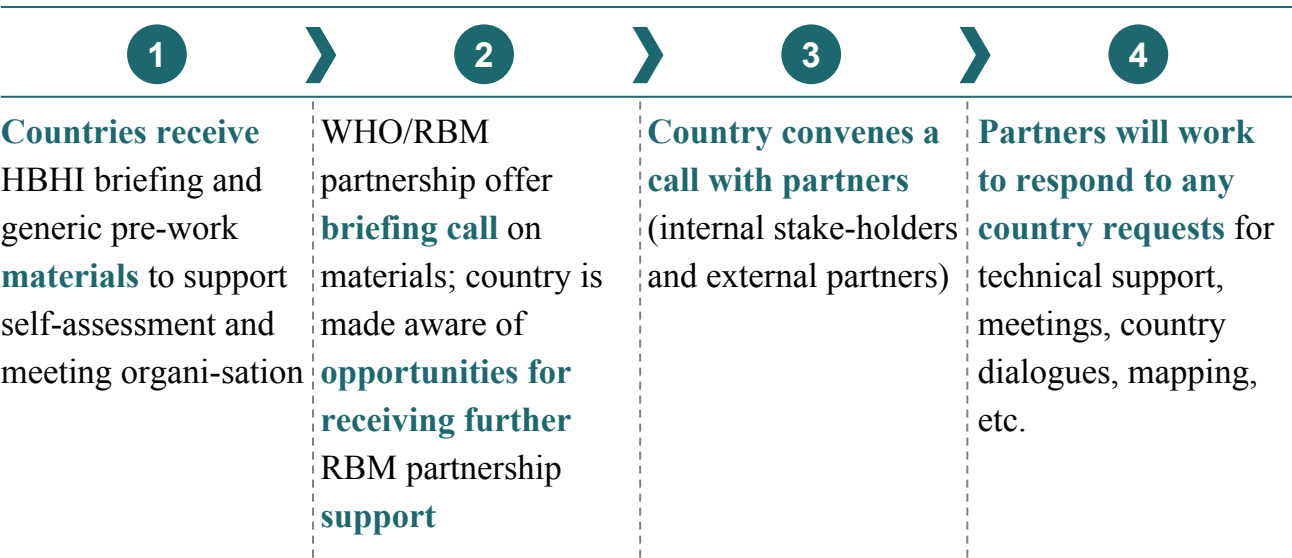 1
2
3
4
Countries receive
HBHI briefing and
generic pre-work
materials to support
self-assessment and
meeting organi-sation
WHO/RBM
partnership offer
briefing call on
materials; country is
made aware of
opportunities for
receiving further
RBM partnership
support
Country convenes a
call with partners
(internal stake-holders
and external partners)
Partners will work
to respond to any
country requests for
technical support,
meetings, country
dialogues, mapping,
etc.